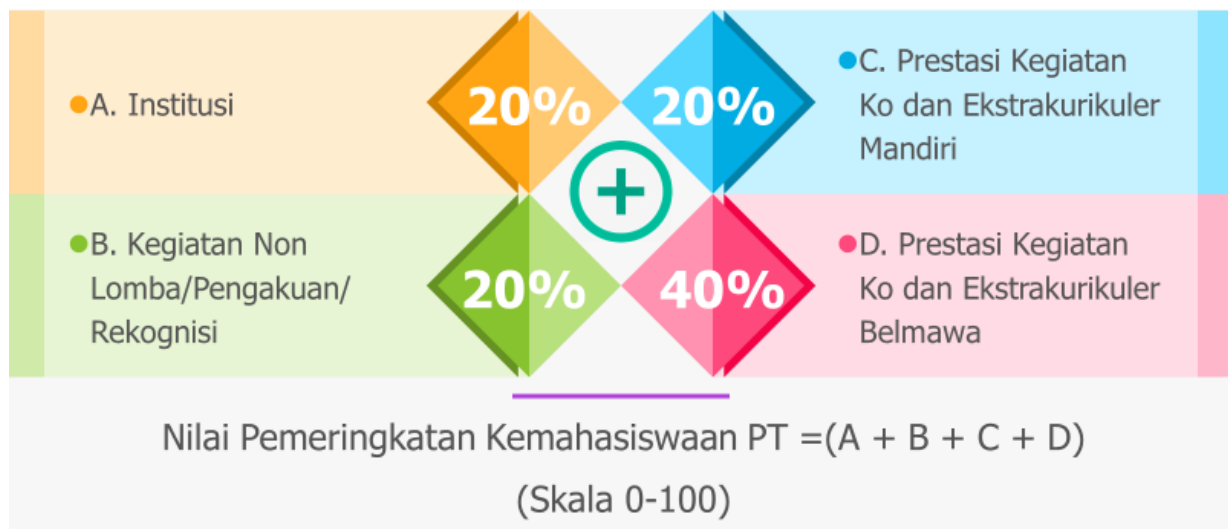 A. Institusi
20%
20%
C. Prestasi Kegiatan
Ko dan Ekstrakurikuler
Mandiri
B. Kegiatan Non
Lomba/Pengakuan/
Rekognisi
20%
40%
D. Prestasi Kegiatan
Ko dan Ekstrakurikuler
Belmawa
Nilai Pemeringkatan Kemahasiswaan PT =(A + B + C + D)
(Skala 0-100)